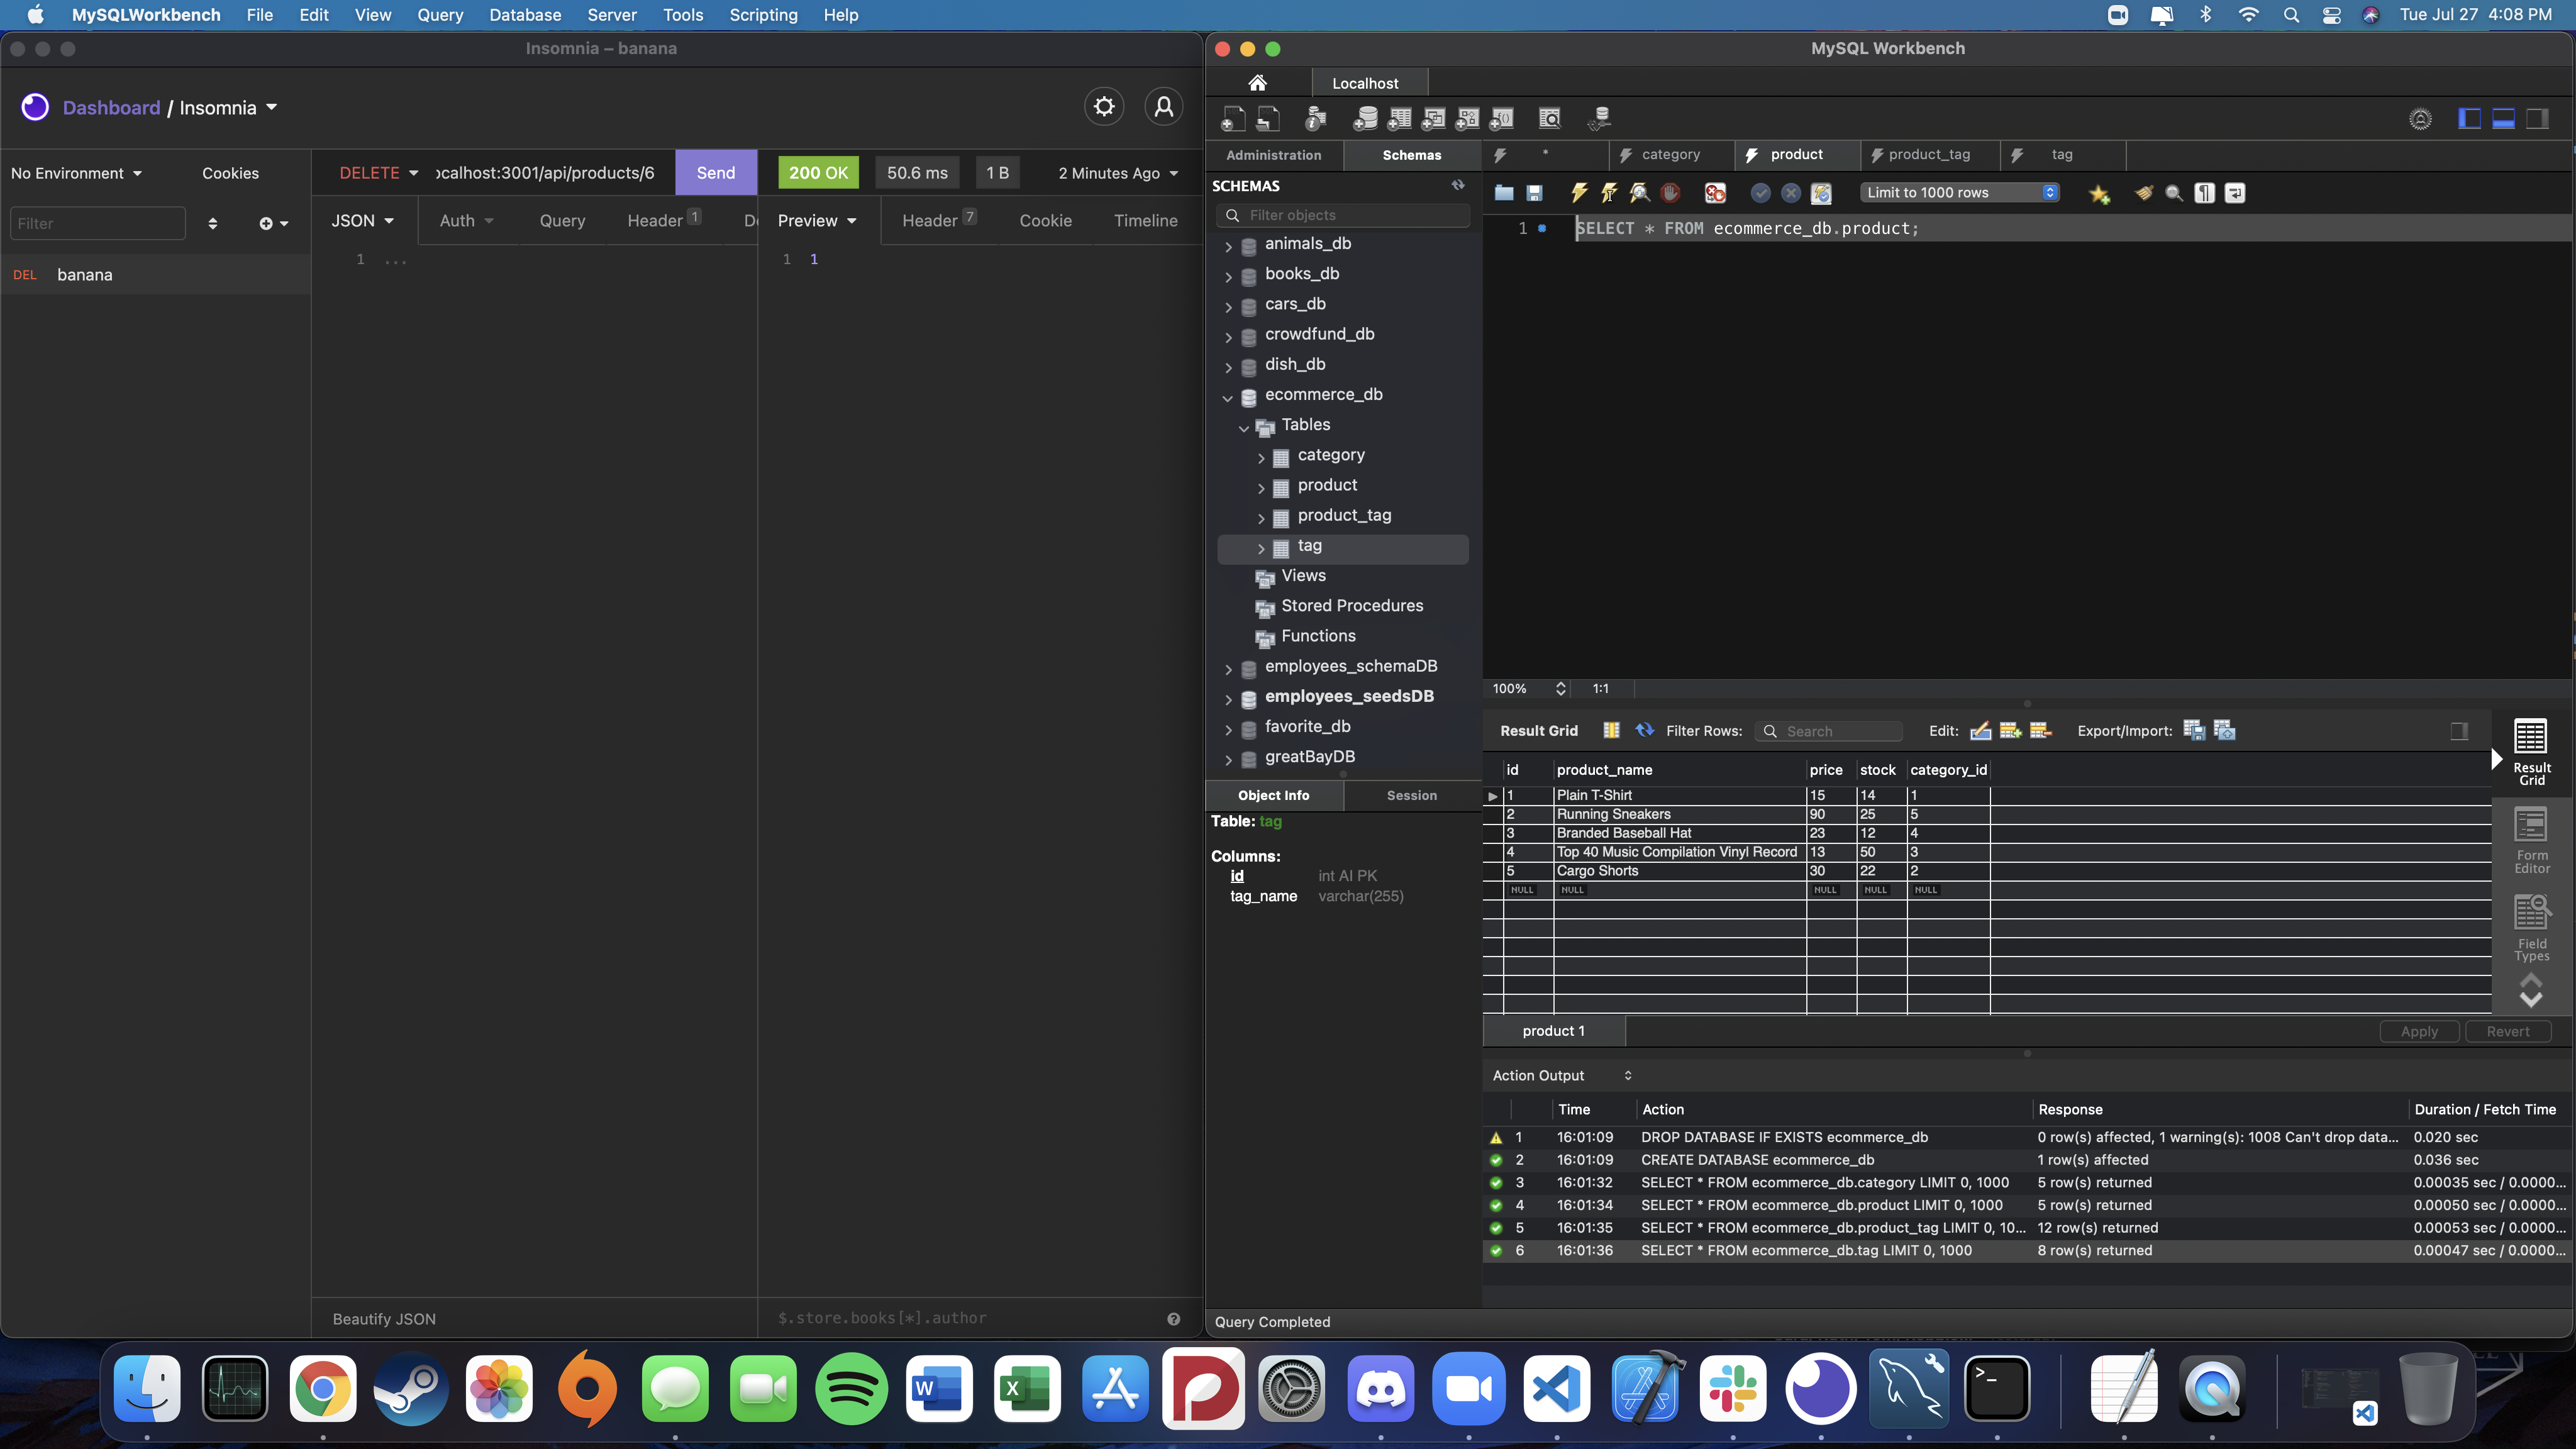 MySQLWorkbench File Edit View Query Database Server Tools Scripting Help Tue Jul 27 4:08 PM
Insomnia – banana
Dashboard / Insomnia
No Environment Cookies
DELETE ocalhost:3001/api/products/6 Send
200 OK 50.6 ms 1 B 2 Minutes Ago
Filter
JSON Auth Query Header 1
Preview Header 7 Cookie Timeline
DEL banana
1 ...
1 1
Beautify JSON
$.store.books[*].author
MySQL Workbench
Localhost
Administration Schemas
* category product product_tag tag
SCHEMAS
Filter objects
Limit to 1000 rows
1 SELECT * FROM ecommerce_db.product;
animals_db
books_db
cars_db
crowdfund_db
dish_db
ecommerce_db
Tables
category
product
product_tag
tag
Views
Stored Procedures
Functions
employees_schemaDB
employees_seedsDB
favorite_db
greatBayDB
100% 1:1
Result Grid Filter Rows: Search Edit: Export/Import:
id product_name price stock category_id
1 Plain T-Shirt 15 14 1
2 Running Sneakers 90 25 5
3 Branded Baseball Hat 23 12 4
4 Top 40 Music Compilation Vinyl Record 13 50 3
5 Cargo Shorts 30 22 2
NULL NULL NULL NULL NULL
Result
Grid
Form
Editor
Field
Types
Object Info Session
Table: tag
Columns:
id int AI PK
tag_name varchar(255)
product 1 Apply Revert
Action Output
Time Action Response Duration / Fetch Time
1 16:01:09 DROP DATABASE IF EXISTS ecommerce_db 0 row(s) affected, 1 warning(s): 1008 Can't drop data... 0.020 sec
2 16:01:09 CREATE DATABASE ecommerce_db 1 row(s) affected 0.036 sec
3 16:01:32 SELECT * FROM ecommerce_db.category LIMIT 0, 1000 5 row(s) returned 0.00035 sec / 0.0000...
4 16:01:34 SELECT * FROM ecommerce_db.product LIMIT 0, 1000 5 row(s) returned 0.00050 sec / 0.0000...
5 16:01:35 SELECT * FROM ecommerce_db.product_tag LIMIT 0, 10... 12 row(s) returned 0.00053 sec / 0.0000...
6 16:01:36 SELECT * FROM ecommerce_db.tag LIMIT 0, 1000 8 row(s) returned 0.00047 sec / 0.0000...
Query Completed